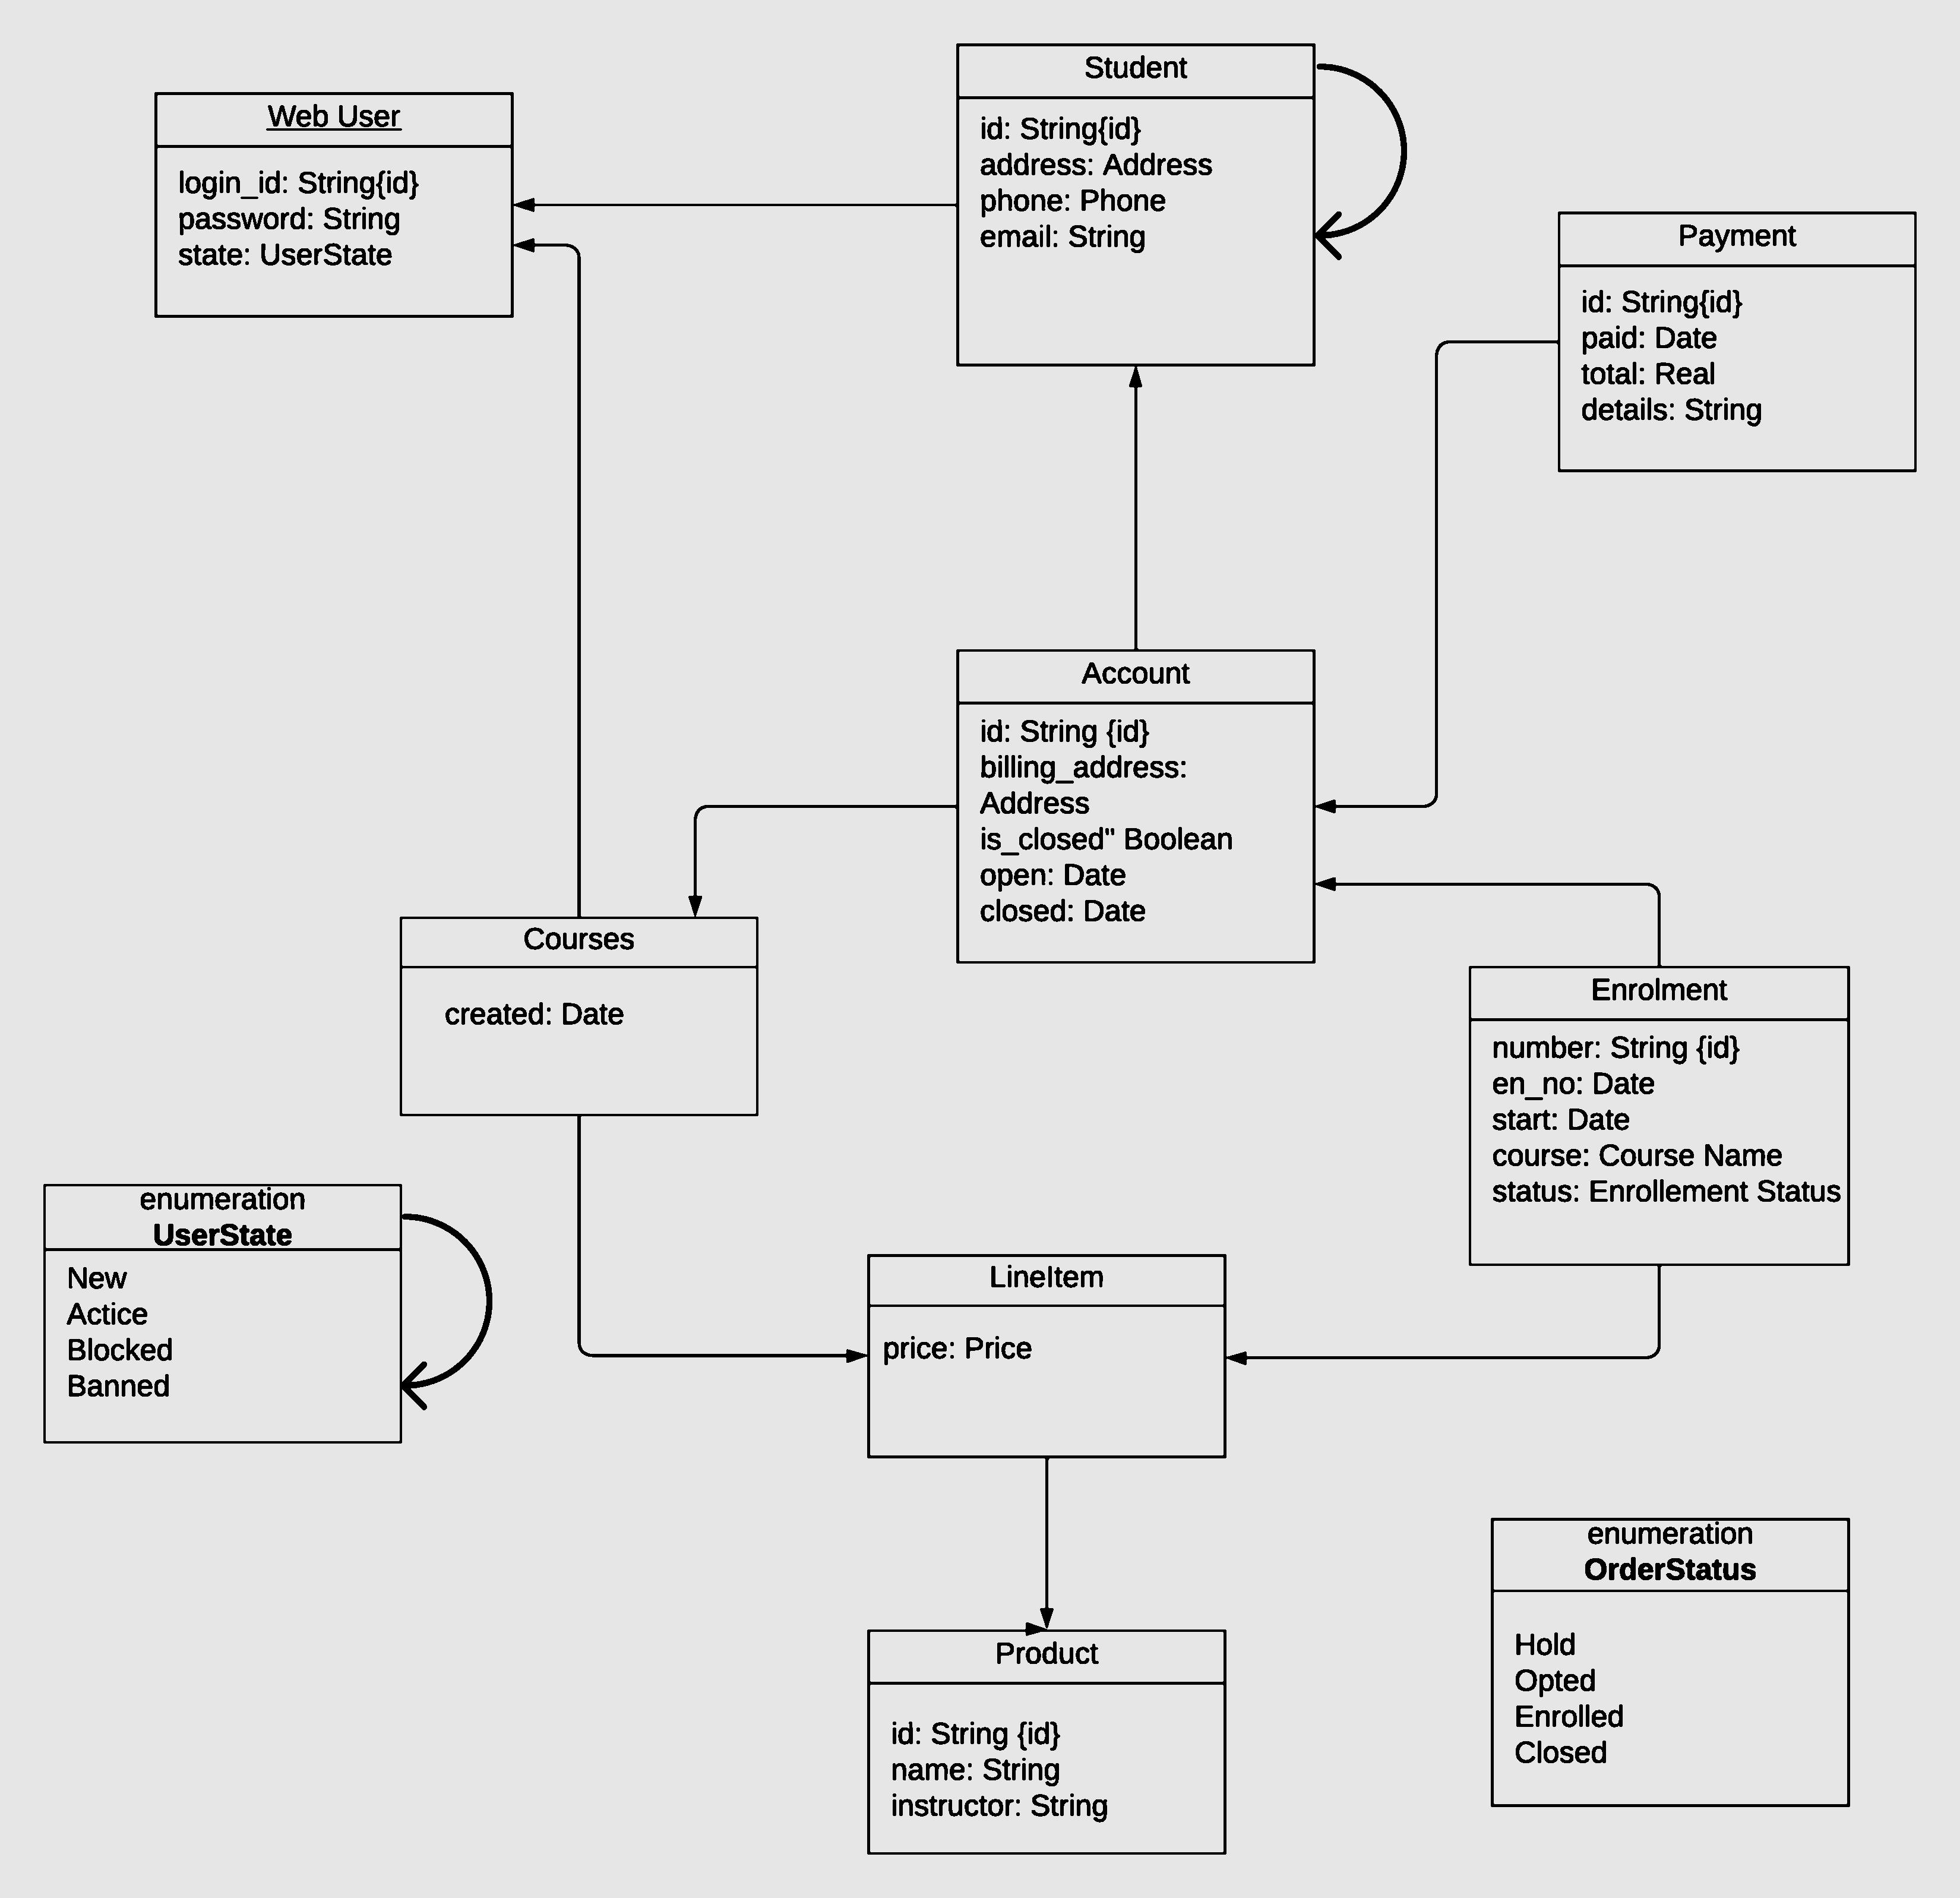 Student
id: String{id}
address: Address
phone: Phone
email: String
Web User
login_id: String{id}
password: String
state: UserState
Payment
id: String{id}
paid: Date
total: Real
details: String
Account
id: String {id}
billing_address:
Address
is_closed" Boolean
open: Date
closed: Date
Courses
created: Date
Enrolment
number: String {id}
en_no: Date
start: Date
course: Course Name
status: Enrollement Status
enumeration
UserState
New
Actice
Blocked
Banned
LineItem
price: Price
enumeration
OrderStatus
Hold
Opted
Enrolled
Closed
Product
id: String {id}
name: String
instructor: String